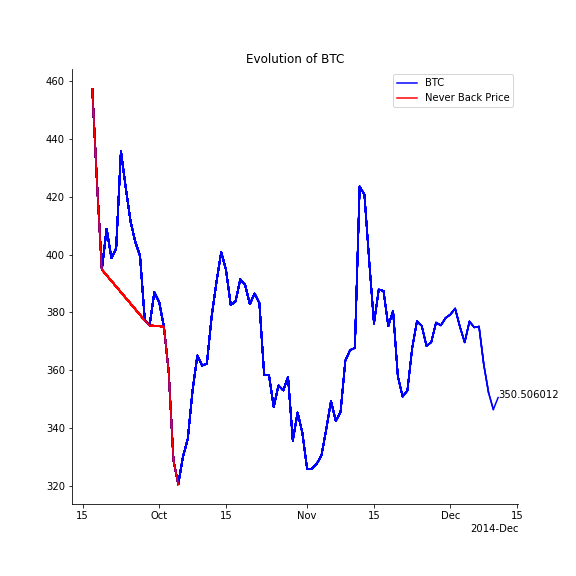 Evolution of BTC
BTC
Never Back Price
460
440
420
400
380
360
340
320
350.506012
15
Oct
15
Nov
15
Dec
15
2014-Dec